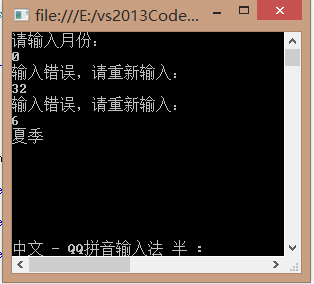 file:///E:/vs2013Code...
请输入月份：
0
输入错误，请重新输入：
32
输入错误，请重新输入：
6
夏季
中文 - QQ拼音输入法 半 ：